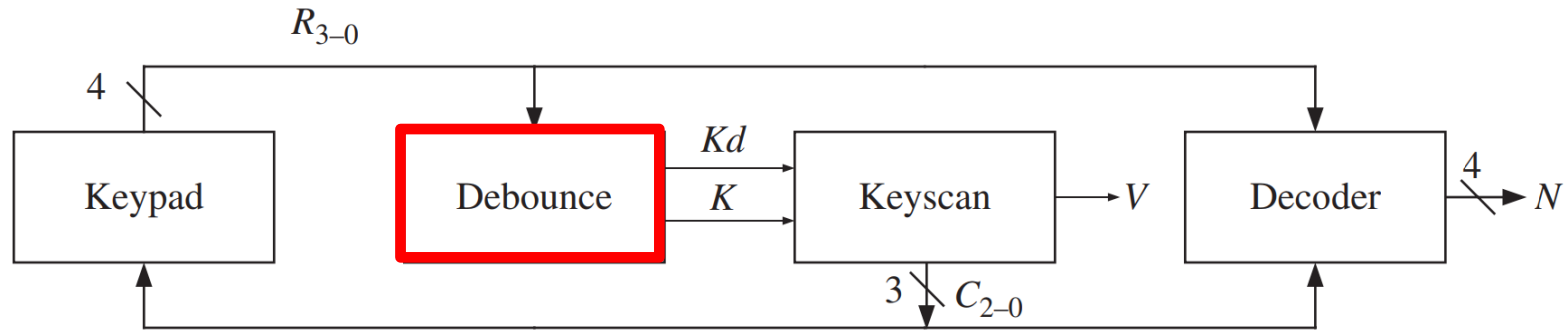 R3–0
4
Kd
4
Keypad
Debounce
K
Keyscan
V
Decoder
N
3
C2–0